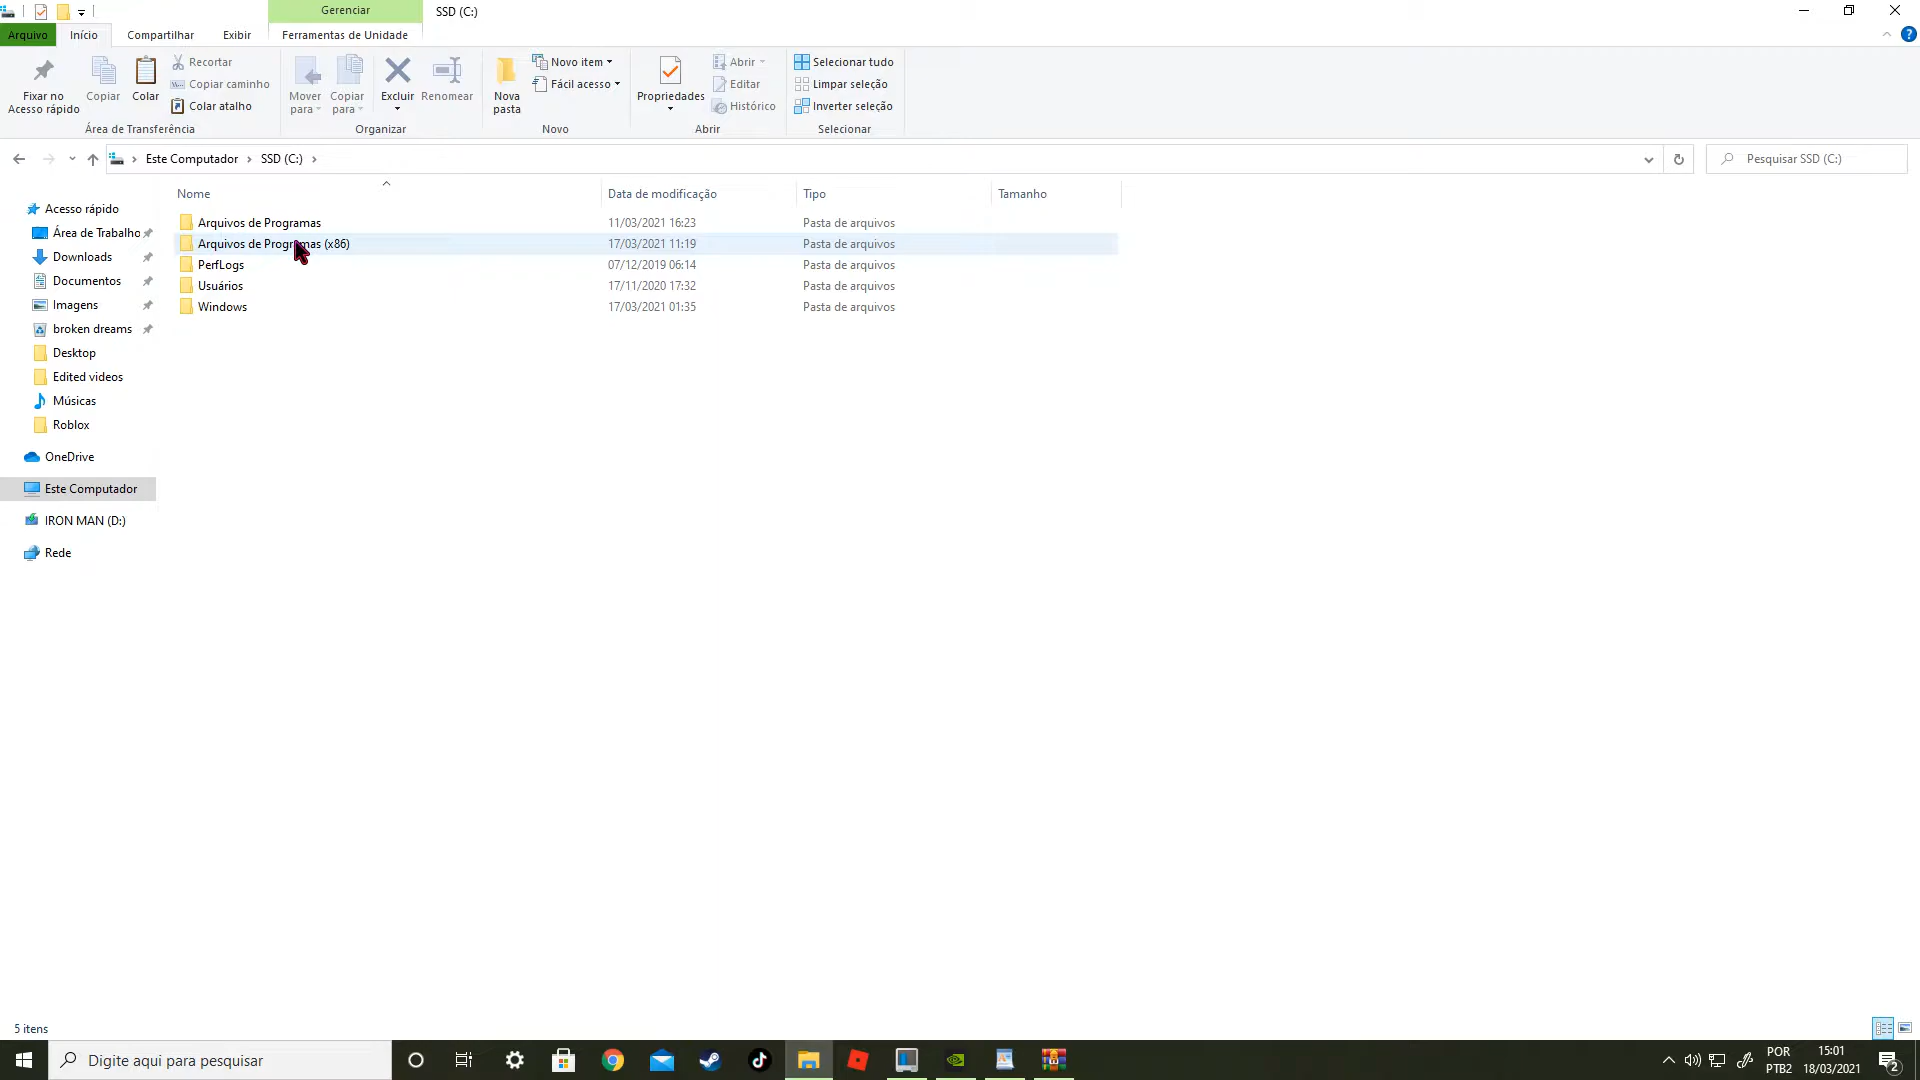 Gerenciar
SSD (C:)
Arquivo
Início
Compartilhar
Exibir
Ferramentas de Unidade
Fixar no
Acesso rápido
Copiar
Colar
Recortar
Copiar caminho
Colar atalho
Área de Transferência
Mover
para
Copiar
para
Excluir
Renomear
Organizar
Nova
pasta
Novo item
Fácil acesso
Novo
Propriedades
Abrir
Editar
Histórico
Abrir
Selecionar tudo
Limpar seleção
Inverter seleção
Selecionar
Este Computador
SSD (C:)
Pesquisar SSD (C:)
Acesso rápido
Área de Trabalho
Downloads
Documentos
Imagens
broken dreams
Desktop
Edited videos
Músicas
Roblox
OneDrive
Este Computador
IRON MAN (D:)
Rede
Nome Data de modificação Tipo Tamanho
Arquivos de Programas 11/03/2021 16:23 Pasta de arquivos
Arquivos de Programas (x86) 17/03/2021 11:19 Pasta de arquivos
PerfLogs 07/12/2019 06:14 Pasta de arquivos
Usuários 17/11/2020 17:32 Pasta de arquivos
Windows 17/03/2021 01:35 Pasta de arquivos
5 itens
Digite aqui para pesquisar
POR
PTB2
15:01
18/03/2021
2